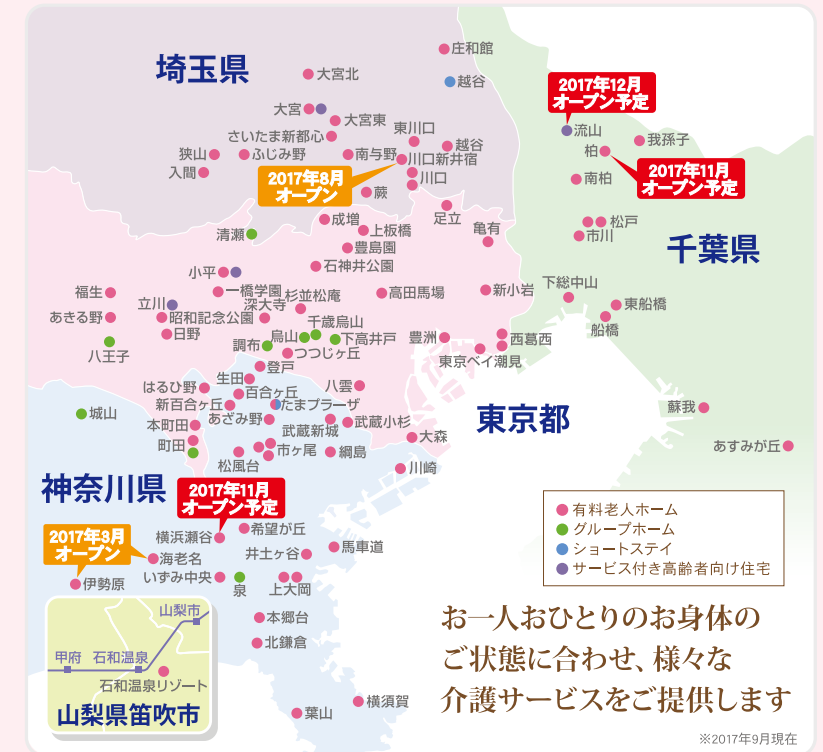 埼玉県
庄和館
大宮北
越谷
大宮
大宮東
さいたま新都心
東川口
狭山
ふじみ野
南与野
越谷
入間
川口新井宿
川口
2017年8月
オープン
蕨
2017年12月
オープン予定
流山
我孫子
柏
2017年11月
オープン予定
南柏
松戸
市川
千葉県
足立
成増
清瀬
上板橋
亀有
豊島園
小平
石神井公園
福生
一橋学園
杉並松庵
高田馬場
新小岩
下総中山
立川
深大寺
東船橋
あきる野
昭和記念公園
千歳烏山
船橋
日野
烏山
下高井戸
豊洲
西葛西
八王子
調布
つつじヶ丘
東京ベイ潮見
登戸
生田
はるひ野
百合ヶ丘
八雲
新百合ヶ丘
たまプラーザ
城山
あざみ野
武蔵小杉
東京都
蘇我
本町田
武蔵新城
大森
町田
市ヶ尾
綱島
あすみが丘
松風台
川崎
神奈川県
2017年11月
オープン予定
横浜瀬谷
希望が丘
2017年3月
オープン
海老名
井土ヶ谷
馬車道
伊勢原
いずみ中央
泉
上大岡
本郷台
北鎌倉
横須賀
葉山
山梨市
甲府
石和温泉
石和温泉リゾート
山梨県笛吹市
有料老人ホーム
グループホーム
ショートステイ
サービス付き高齢者向け住宅
お一人おひとりのお身体の
ご状態に合わせ、様々な
介護サービスをご提供します
※2017年9月現在